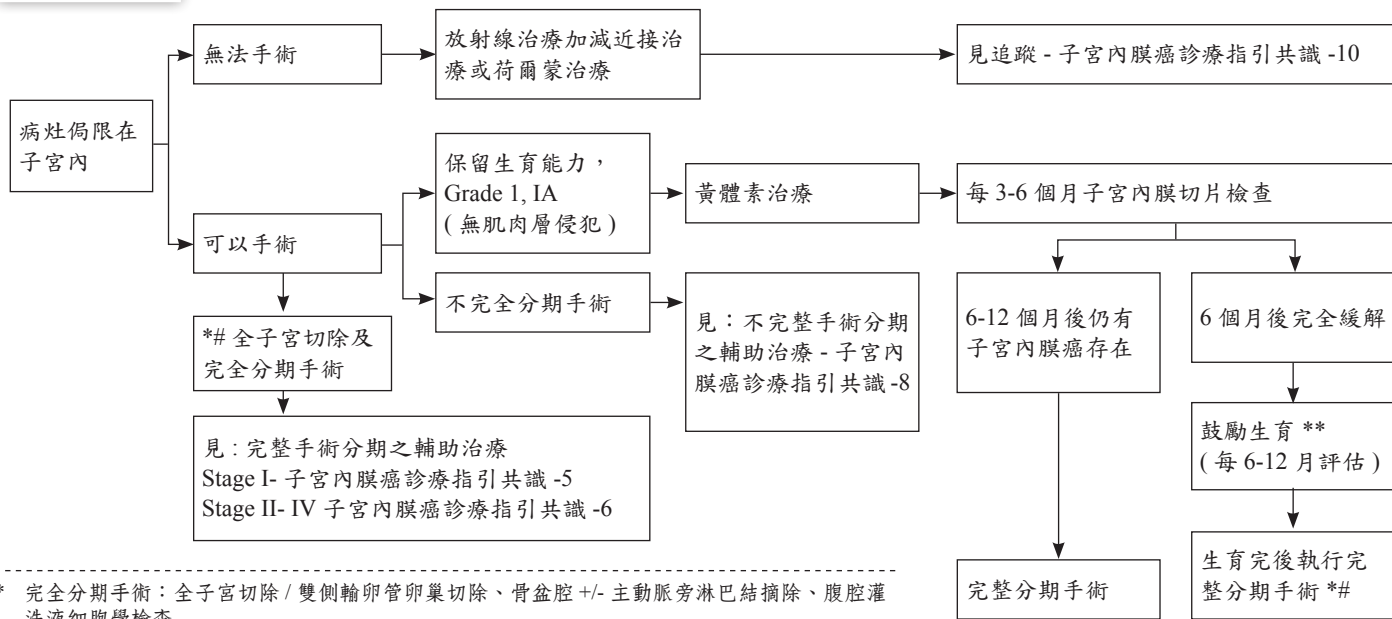 無法手術
放射線治療加減近接治
療或荷爾蒙治療
見追蹤 - 子宮內膜癌診療指引共識 -10
病灶侷限在
子宮內
可以手術
保留生育能力，
Grade 1, IA
( 無肌肉層侵犯 )
黃體素治療
每 3-6 個月子宮內膜切片檢查
不完全分期手術
見：不完整手術分期
之輔助治療 - 子宮內
膜癌診療指引共識 -8
6-12 個月後仍有
子宮內膜癌存在
6 個月後完全緩解
*# 全子宮切除及
完全分期手術
見 : 完整手術分期之輔助治療
Stage I- 子宮內膜癌診療指引共識 -5
Stage II- IV 子宮內膜癌診療指引共識 -6
鼓勵生育 **
( 每 6-12 月評估 )
完整分期手術
生育完後執行完
整分期手術 *#
* 完全分期手術：全子宮切除 / 雙側輸卵管卵巢切除、骨盆腔 +/- 主動脈旁淋巴結摘除、腹腔灌
洗液細胞學檢查